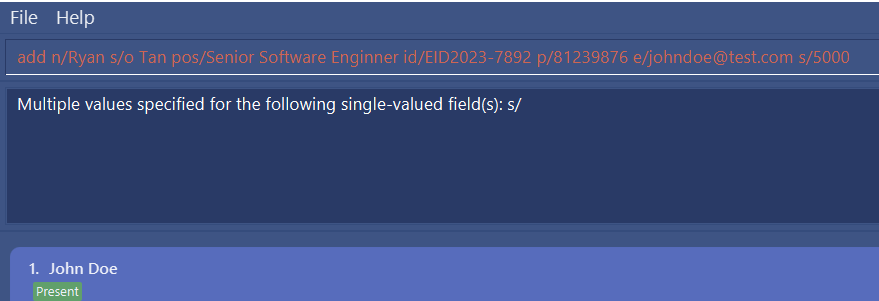 File Help
add n/Ryan s/o Tan pos/Senior Software Enginner id/EID2023-7892 p/81239876 e/johndoe@test.com s/5000
Multiple values specified for the following single-valued field(s): s/
1. John Doe
Present